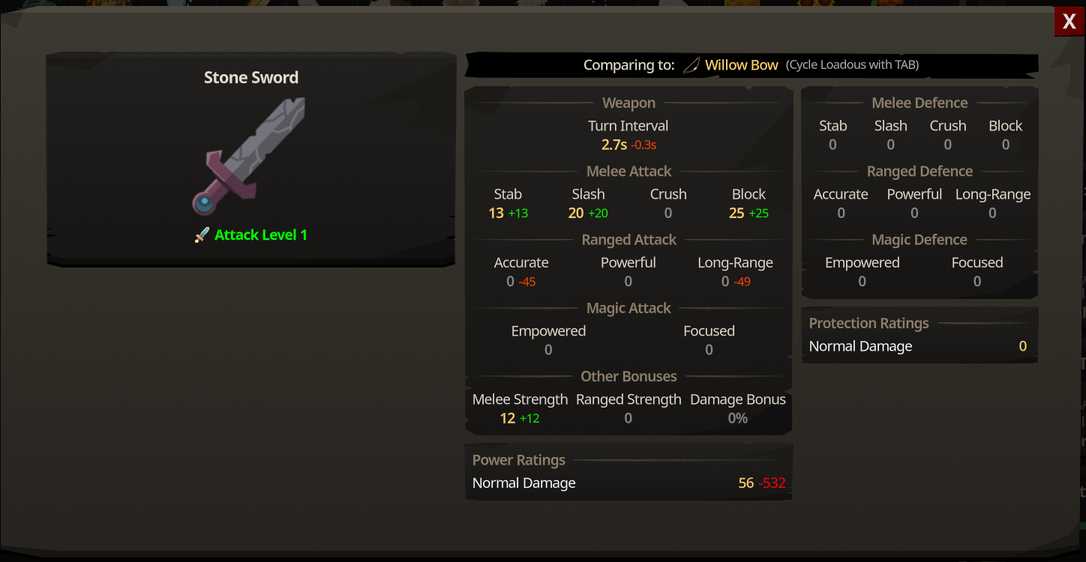 X
Stone Sword
Attack Level 1
Comparing to: Willow Bow (Cycle Loadous with TAB)
Weapon
Turn Interval
2.7s -0.3s
Melee Attack
Stab Slash Crush Block
13 +13 20 +20 0 25 +25
Ranged Attack
Accurate Powerful Long-Range
0 -45 0 0 -49
Magic Attack
Empowered Focused
0 0
Other Bonuses
Melee Strength Ranged Strength Damage Bonus
12 +12 0 0%
Power Ratings
Normal Damage 56 -532
Melee Defence
Stab Slash Crush Block
0 0 0 0
Ranged Defence
Accurate Powerful Long-Range
0 0 0
Magic Defence
Empowered Focused
0 0
Protection Ratings
Normal Damage 0